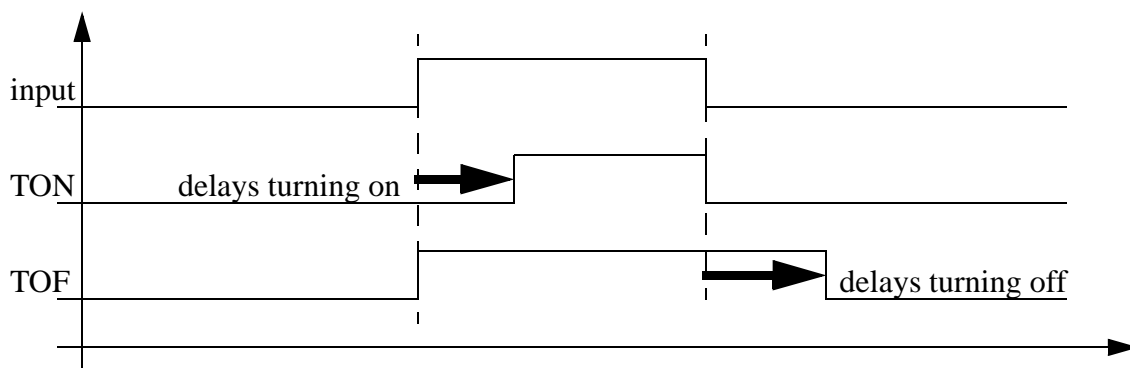 input
TON
delays turning on
TOF
delays turning off